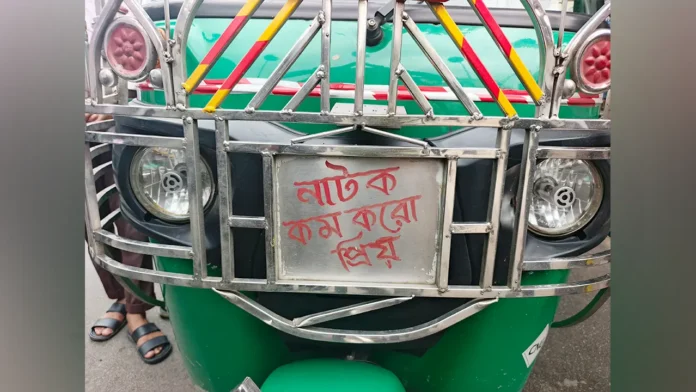 নাটক
কম করো
প্রিয়